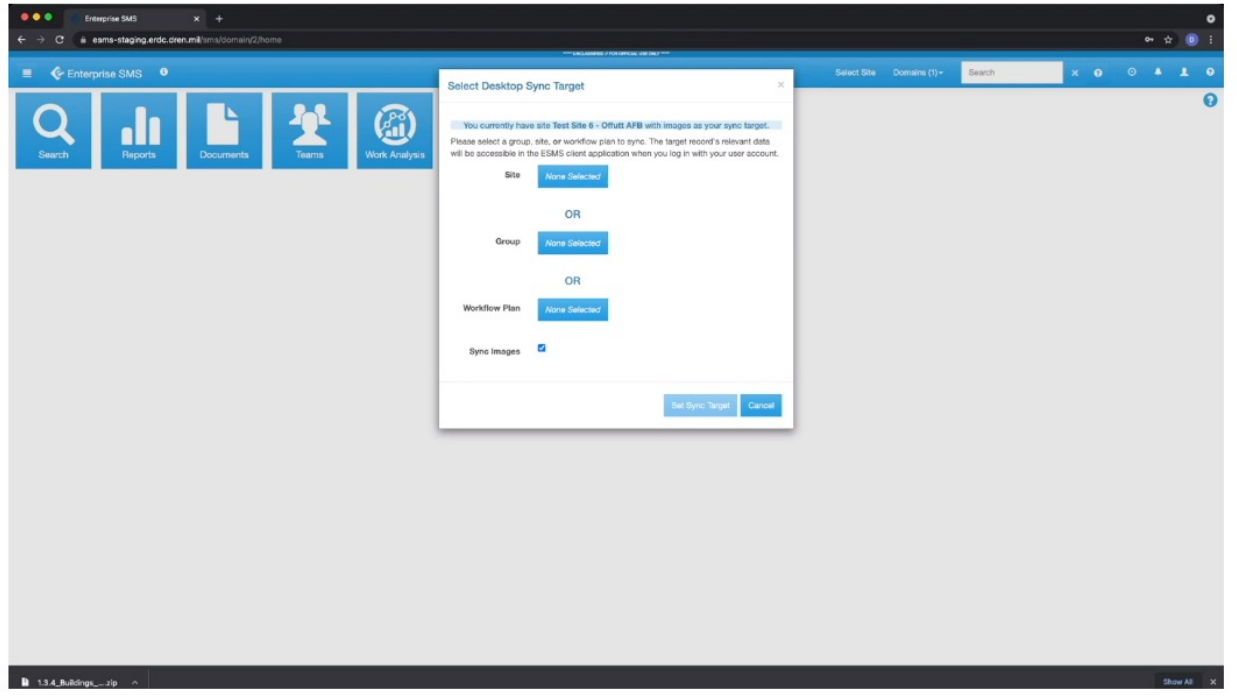 Enterprise SMS
esms-staging.erdc.dren.mil/sms/domain/2/home
**** UNCLASSIFIED // FOR OFFICIAL USE ONLY ****
Enterprise SMS
Select Site Domains (1) Search
Search Reports Documents Teams Work Analysis
Select Desktop Sync Target
You currently have site Test Site 6 - Offutt AFB with images as your sync target.
Please select a group, site, or workflow plan to sync. The target record's relevant data
will be accessible in the ESMS client application when you log in with your user account.
Site None Selected
OR
Group None Selected
OR
Workflow Plan None Selected
Sync Images
Set Sync Target Cancel
1.3.4_Buildings_....zip
Show All